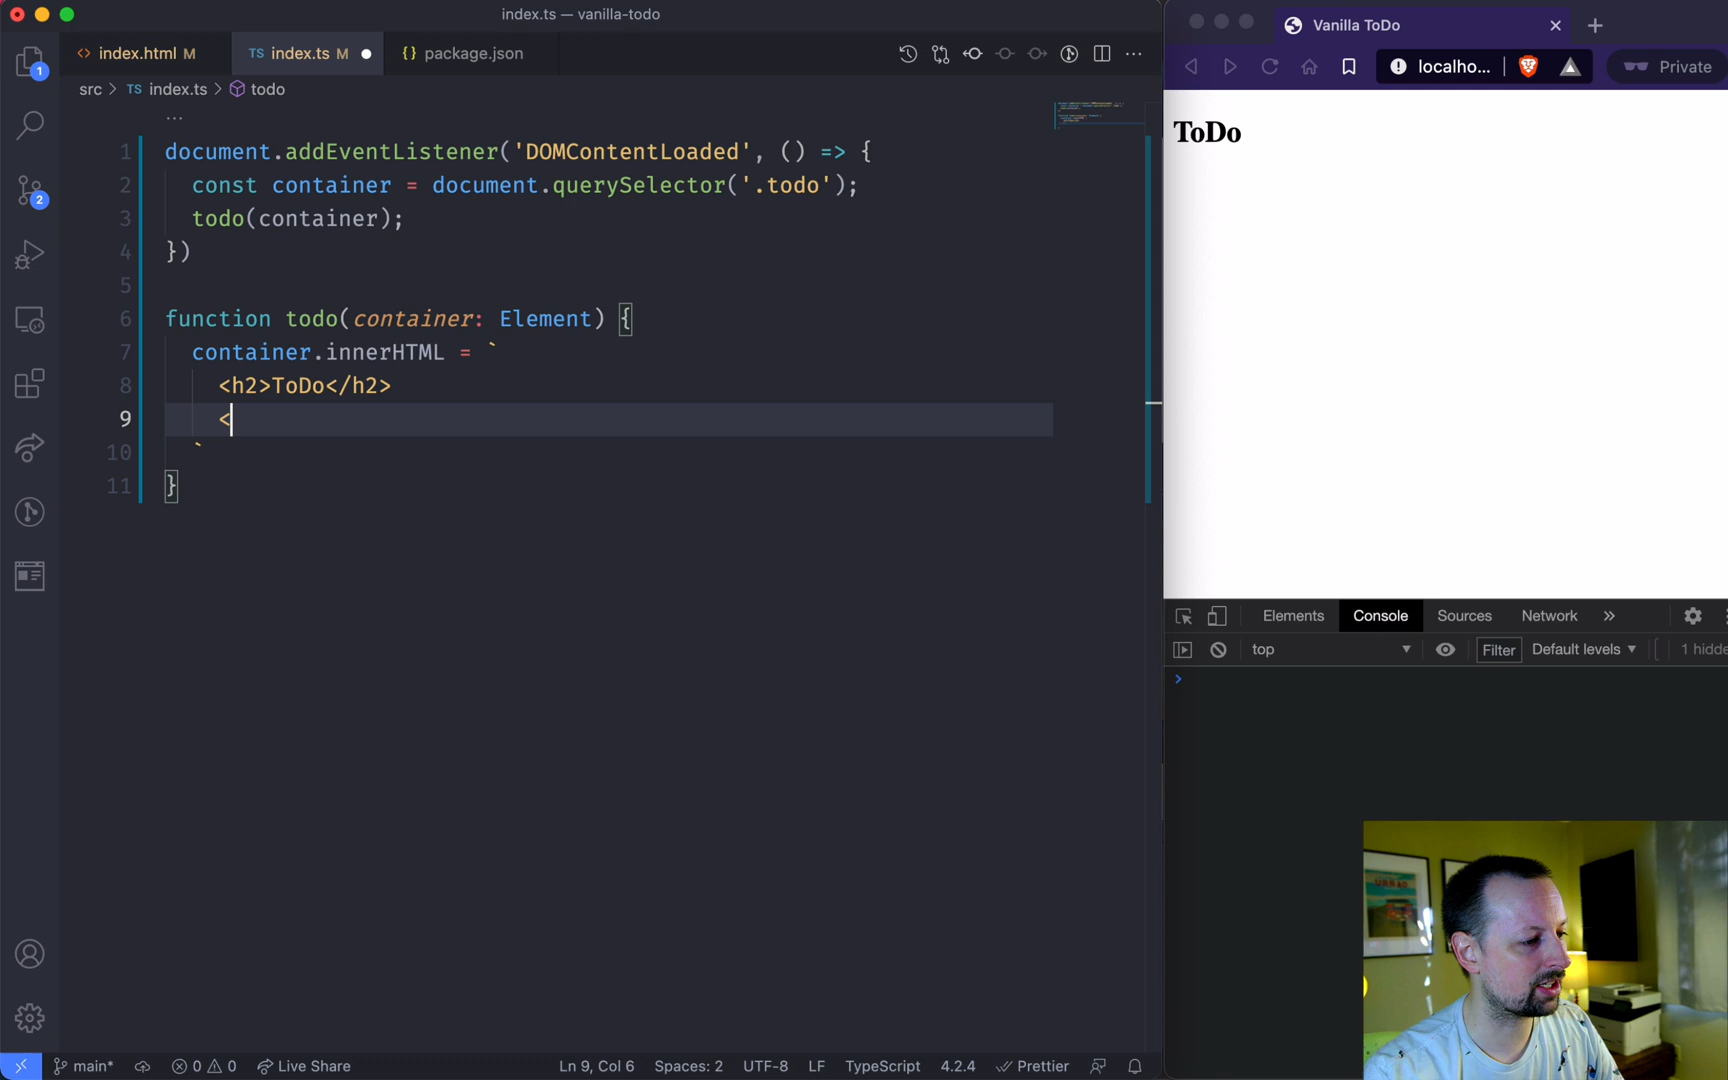 index.ts — vanilla-todo
<> index.html M
TS index.ts M ●
{} package.json
src > TS index.ts > todo
...
1 document.addEventListener('DOMContentLoaded', () => {
2 const container = document.querySelector('.todo');
3 todo(container);
4 })
5
6 function todo(container: Element) {
7 container.innerHTML = `
8 <h2>ToDo</h2>
9 <
10 `
11 }
1
2
main*
0 0
Live Share
Ln 9, Col 6
Spaces: 2
UTF-8
LF
TypeScript
4.2.4
Prettier
Vanilla ToDo
localho...
Private
ToDo
Elements
Console
Sources
Network
»
top
Filter
Default levels
1 hidde
>